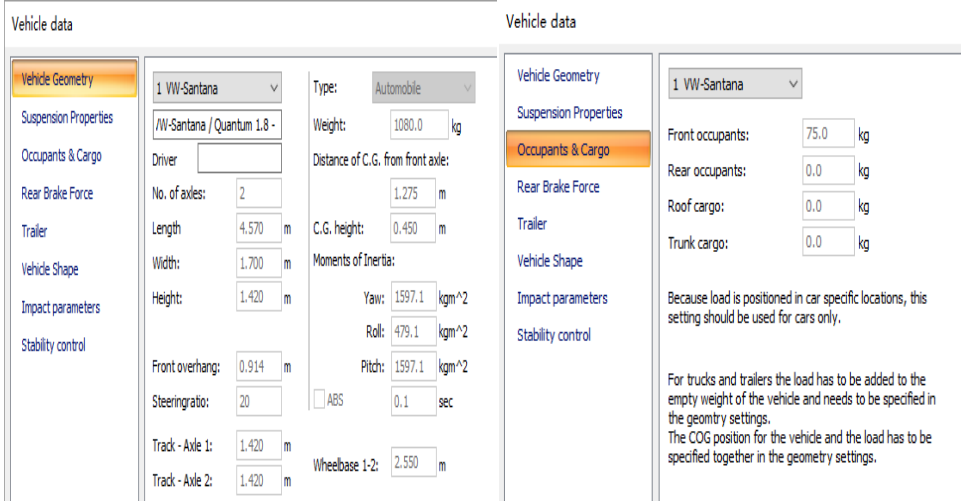 Vehicle data
Vehicle Geometry
Suspension Properties
Occupants & Cargo
Rear Brake Force
Trailer
Vehicle Shape
Impact parameters
Stability control
1 VW-Santana
/W-Santana / Quantum 1.8 -
Driver
No. of axles: 2
Length 4.570 m
Width: 1.700 m
Height: 1.420 m
Front overhang: 0.914 m
Steeringratio: 20
Track - Axle 1: 1.420 m
Track - Axle 2: 1.420 m
Type: Automobile
Weight: 1080.0 kg
Distance of C.G. from front axle:
1.275 m
C.G. height: 0.450 m
Moments of Inertia:
Yaw: 1597.1 kgm^2
Roll: 479.1 kgm^2
Pitch: 1597.1 kgm^2
ABS 0.1 sec
Wheelbase 1-2: 2.550 m
Vehicle data
Vehicle Geometry
Suspension Properties
Occupants & Cargo
Rear Brake Force
Trailer
Vehicle Shape
Impact parameters
Stability control
1 VW-Santana
Front occupants: 75.0 kg
Rear occupants: 0.0 kg
Roof cargo: 0.0 kg
Trunk cargo: 0.0 kg
Because load is positioned in car specific locations, this
setting should be used for cars only.
For trucks and trailers the load has to be added to the
empty weight of the vehicle and needs to be specified in
the geomtry settings.
The COG position for the vehicle and the load has to be
specified together in the geometry settings.